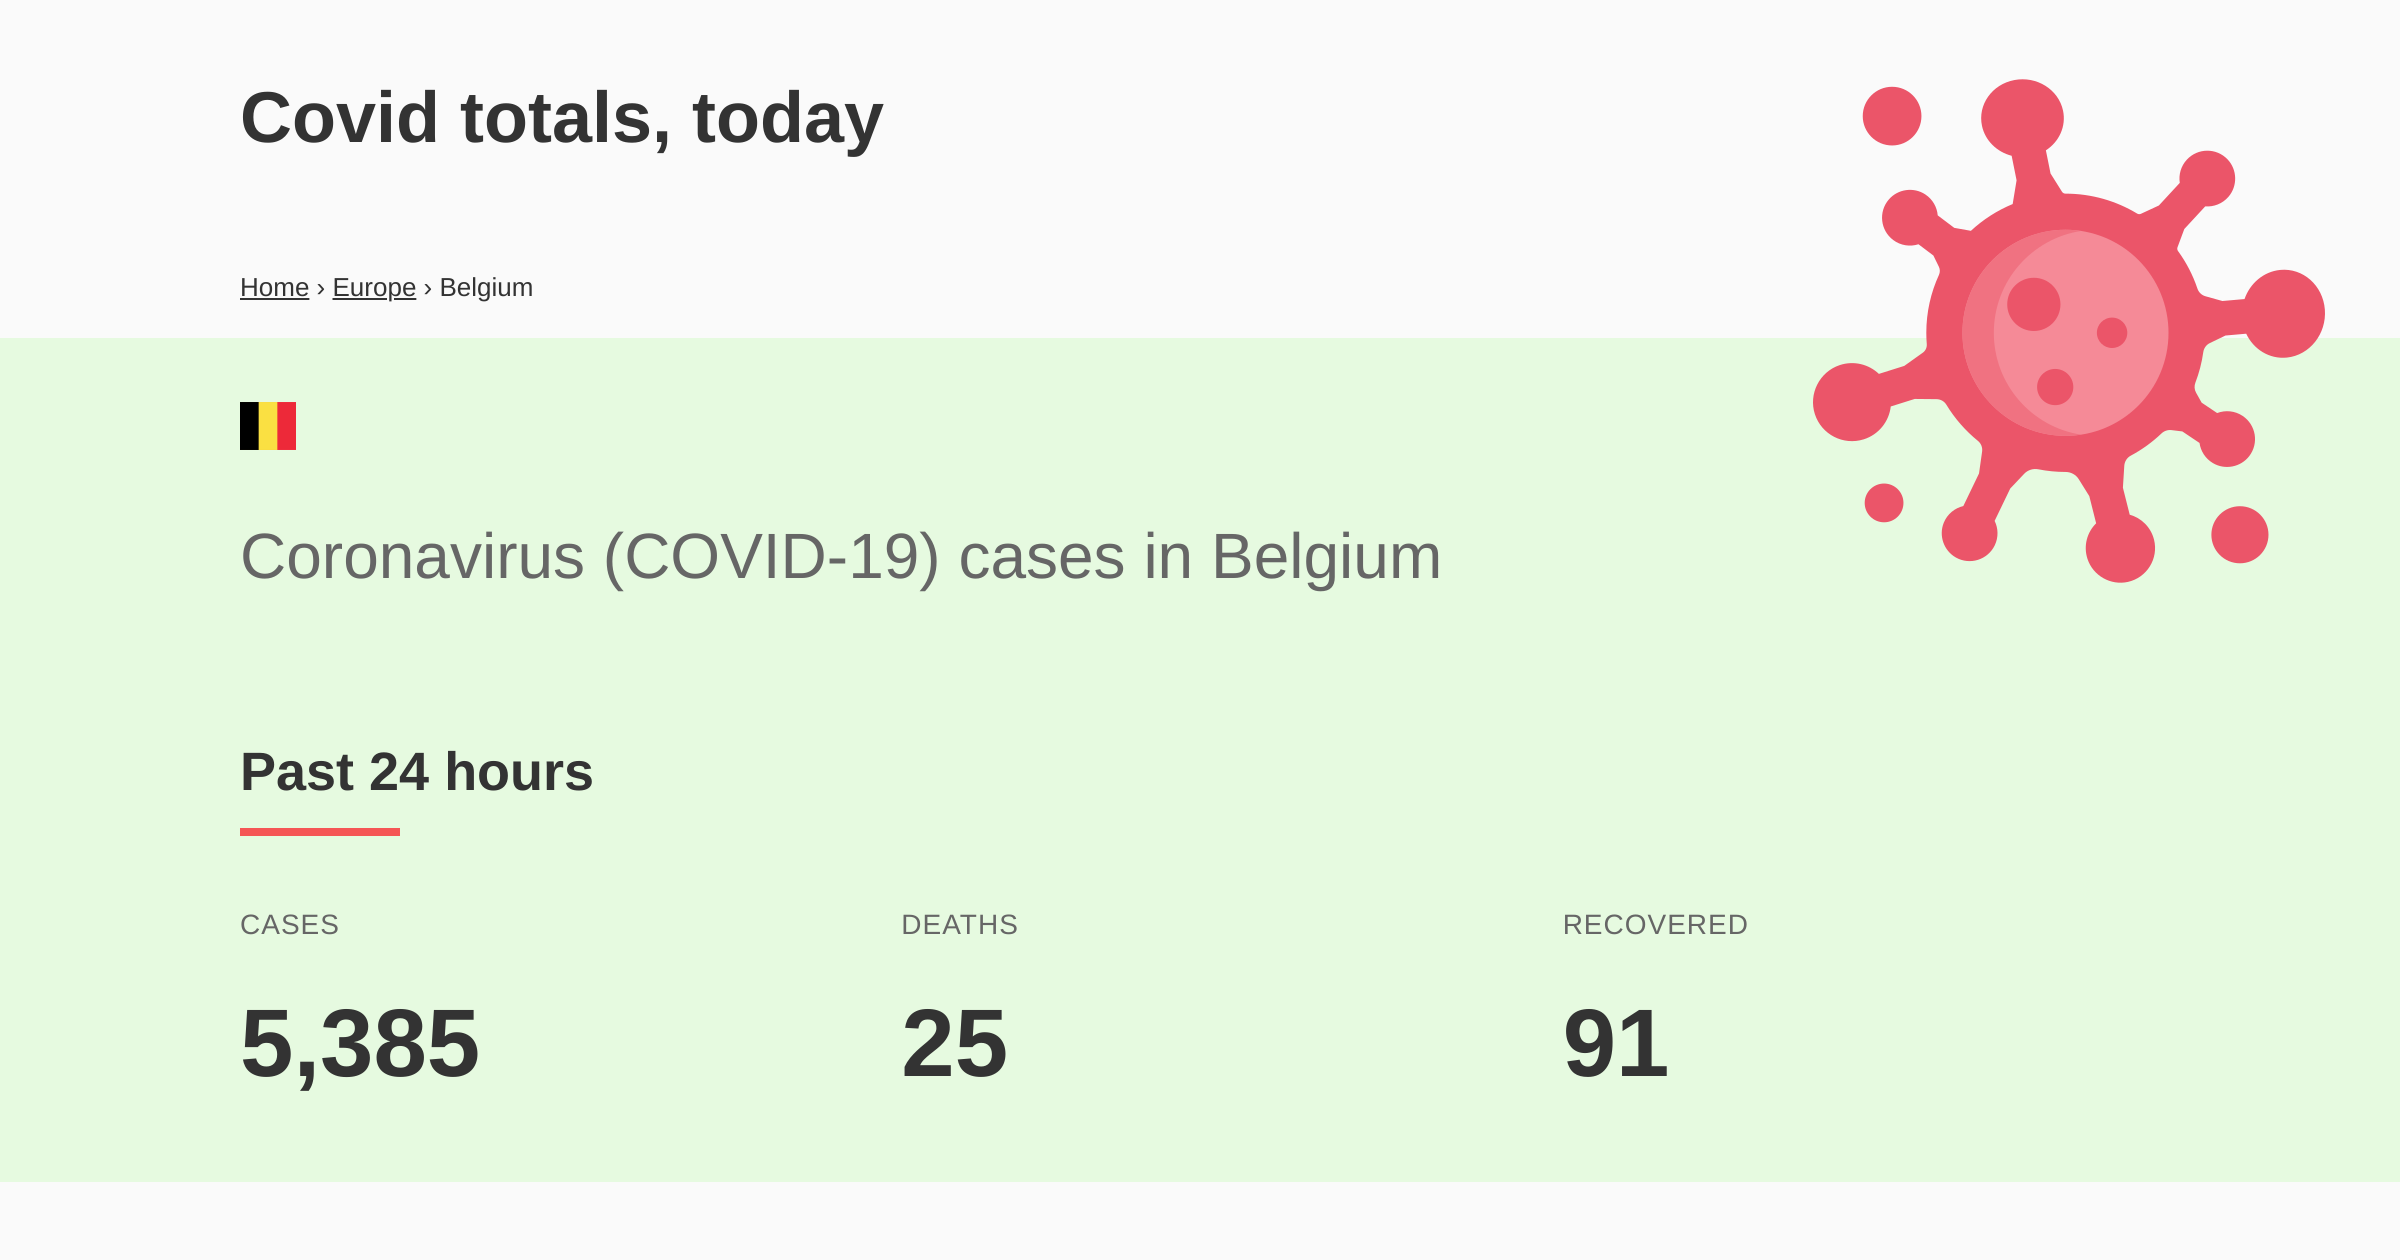 Covid totals, today
Home › Europe › Belgium
Coronavirus (COVID-19) cases in Belgium
Past 24 hours
CASES DEATHS RECOVERED
5,385 25 91